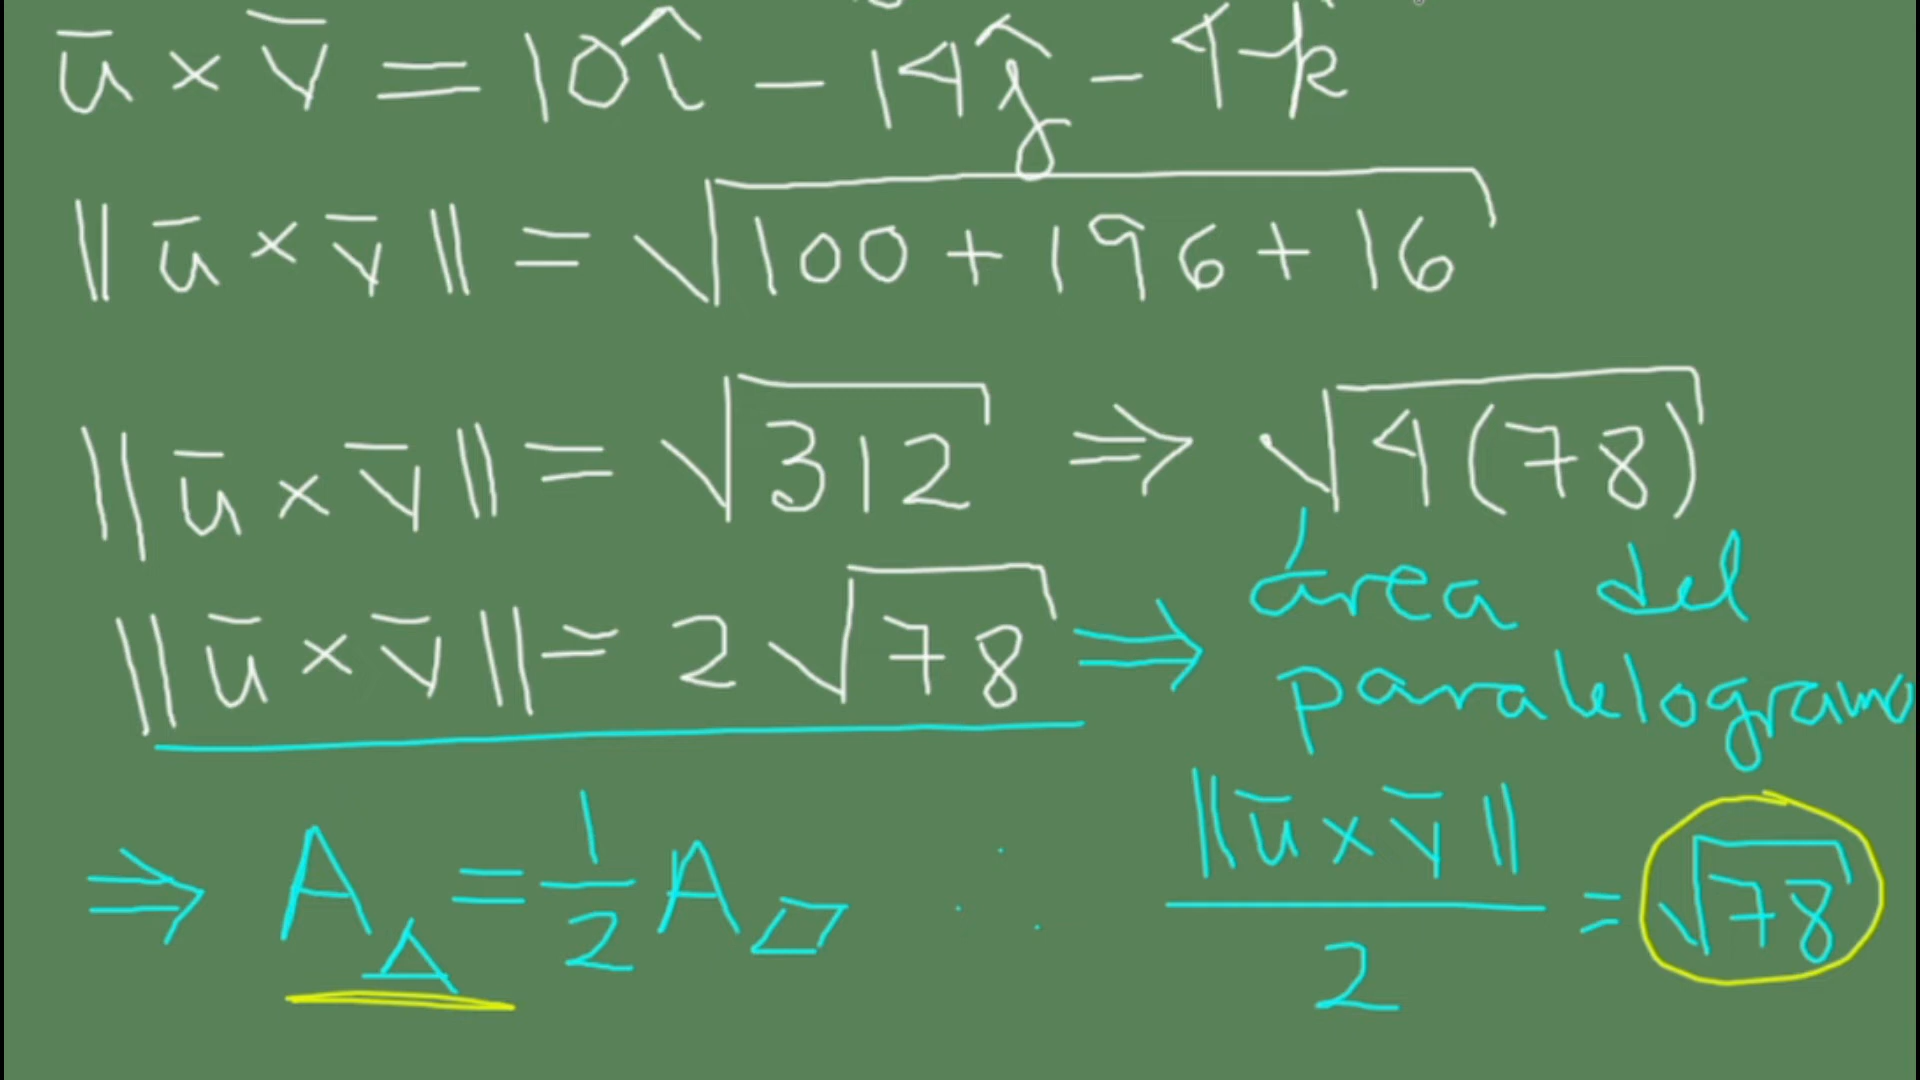 ū × v̄ = 10î - 14ĵ - 4k̂
‖ū × v̄‖ = √(100 + 196 + 16)
‖ū × v̄‖ = √312 ⇒ √4(78)
‖ū × v̄‖ = 2√78 ⇒ área del
paralelogramo
⇒ A△ = 1/2 A▱ ∴ ‖ū × v̄‖/2 = √78